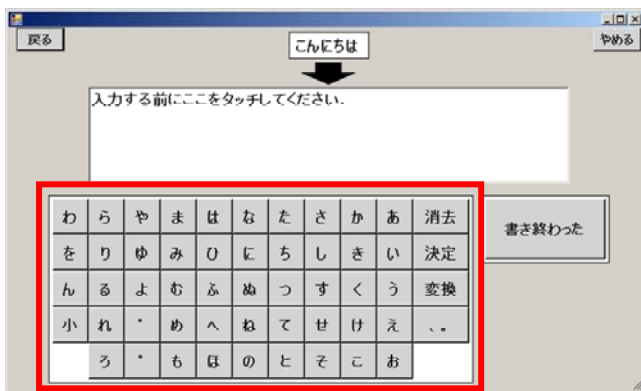 戻る
こんにちは
やめる
入力する前にここをタッチしてください.
わ ら や ま は な た さ か あ 消去
を り ゆ み ひ に ち し き い 決定
ん る よ む ふ ぬ つ す く う 変換
小 れ ゛ め へ ね て せ け え 、。
ろ ゜ も ほ の と そ こ お
書き終わった